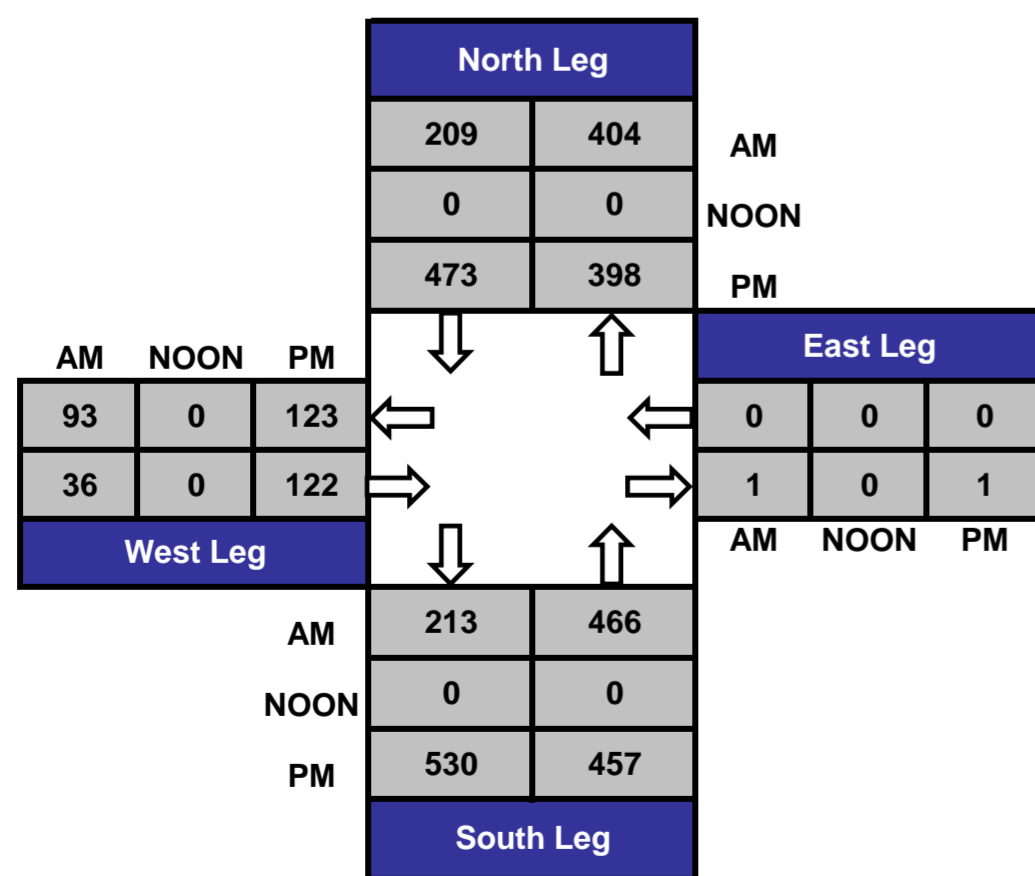 North Leg
209 404 AM
0 0 NOON
473 398 PM
East Leg
AM NOON PM
93 0 123 0 0 0
36 0 122 1 0 1
West Leg AM NOON PM
AM 213 466
NOON 0 0
PM 530 457
South Leg